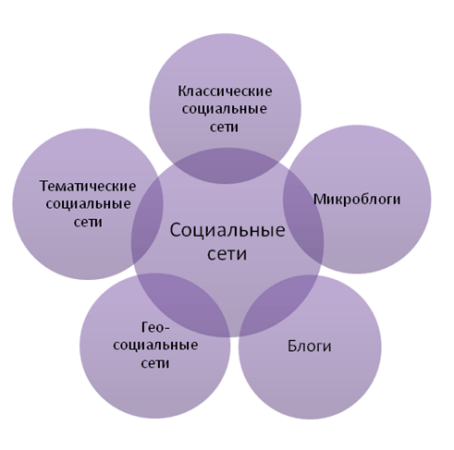 Классические
социальные
сети
Тематические
социальные
сети
Микроблоги
Социальные
сети
Гео-
социальные
сети
Блоги